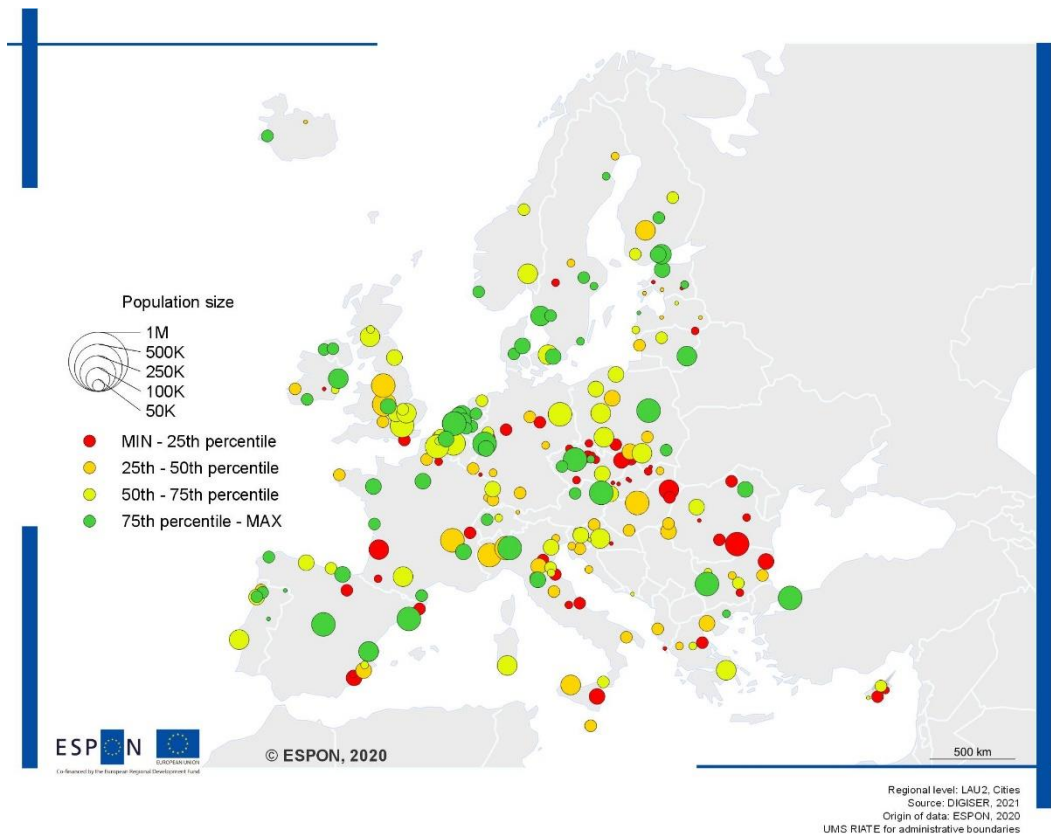 Population size
1M
500K
250K
100K
50K
MIN - 25th percentile
25th - 50th percentile
50th - 75th percentile
75th percentile - MAX
ESPON
EUROPEAN UNION
Co-financed by the European Regional Development Fund
© ESPON, 2020
500 km
Regional level: LAU2, Cities
Source: DIGISER, 2021
Origin of data: ESPON, 2020
UMS RIATE for administrative boundaries